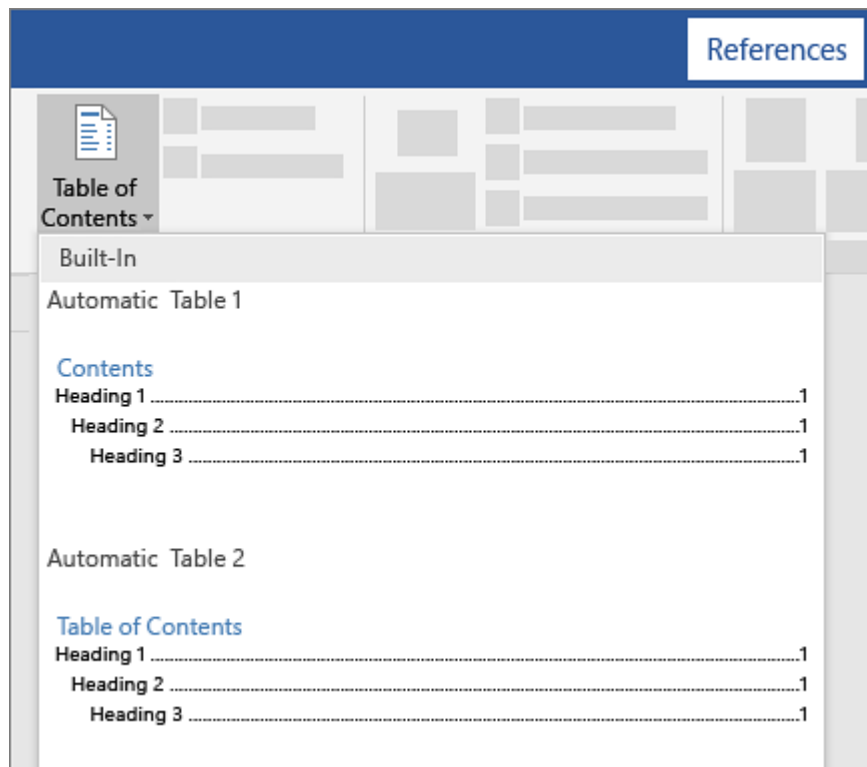 References
Table of
Contents
Built-In
Automatic Table 1
Contents
Heading 1 ........................................ 1
Heading 2 ........................................ 1
Heading 3 ........................................ 1
Automatic Table 2
Table of Contents
Heading 1 ........................................ 1
Heading 2 ........................................ 1
Heading 3 ........................................ 1